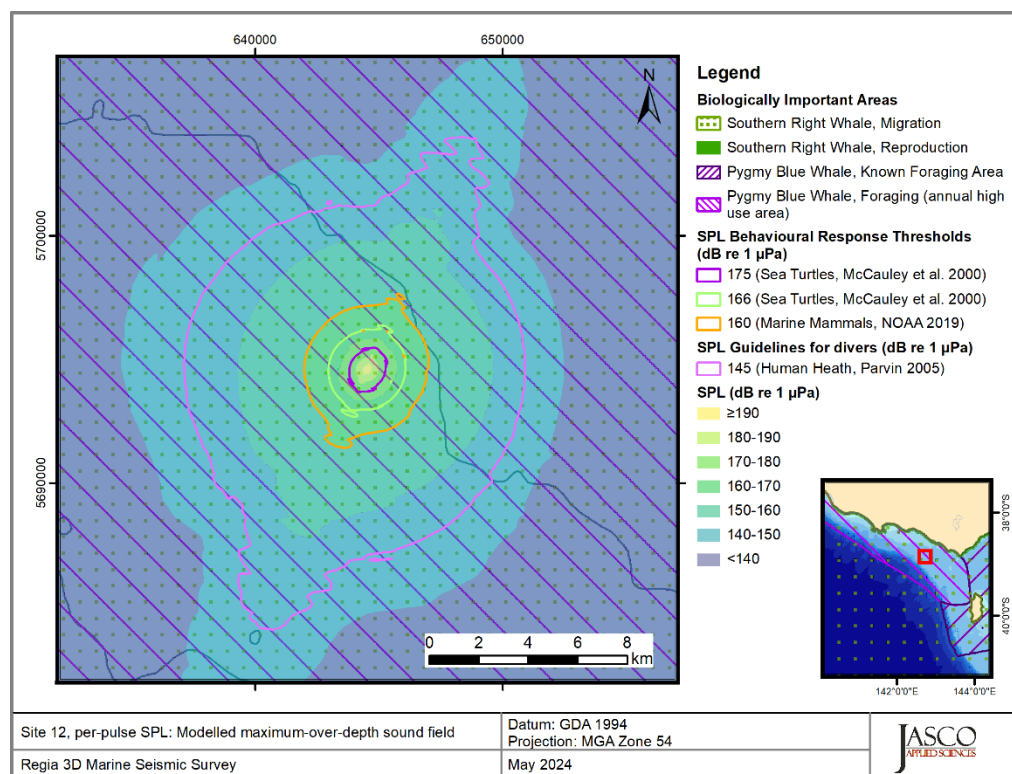 640000
650000
5700000
5690000
N
0 2 4 6 8
km
Legend
Biologically Important Areas
Southern Right Whale, Migration
Southern Right Whale, Reproduction
Pygmy Blue Whale, Known Foraging Area
Pygmy Blue Whale, Foraging (annual high
use area)
SPL Behavioural Response Thresholds
(dB re 1 µPa)
175 (Sea Turtles, McCauley et al. 2000)
166 (Sea Turtles, McCauley et al. 2000)
160 (Marine Mammals, NOAA 2019)
SPL Guidelines for divers (dB re 1 µPa)
145 (Human Heath, Parvin 2005)
SPL (dB re 1 µPa)
≥190
180-190
170-180
160-170
150-160
140-150
<140
38°0'0"S
40°0'0"S
142°0'0"E
144°0'0"E
Site 12, per-pulse SPL: Modelled maximum-over-depth sound field
Regia 3D Marine Seismic Survey
Datum: GDA 1994
Projection: MGA Zone 54
May 2024
JASCO
APPLIED SCIENCES